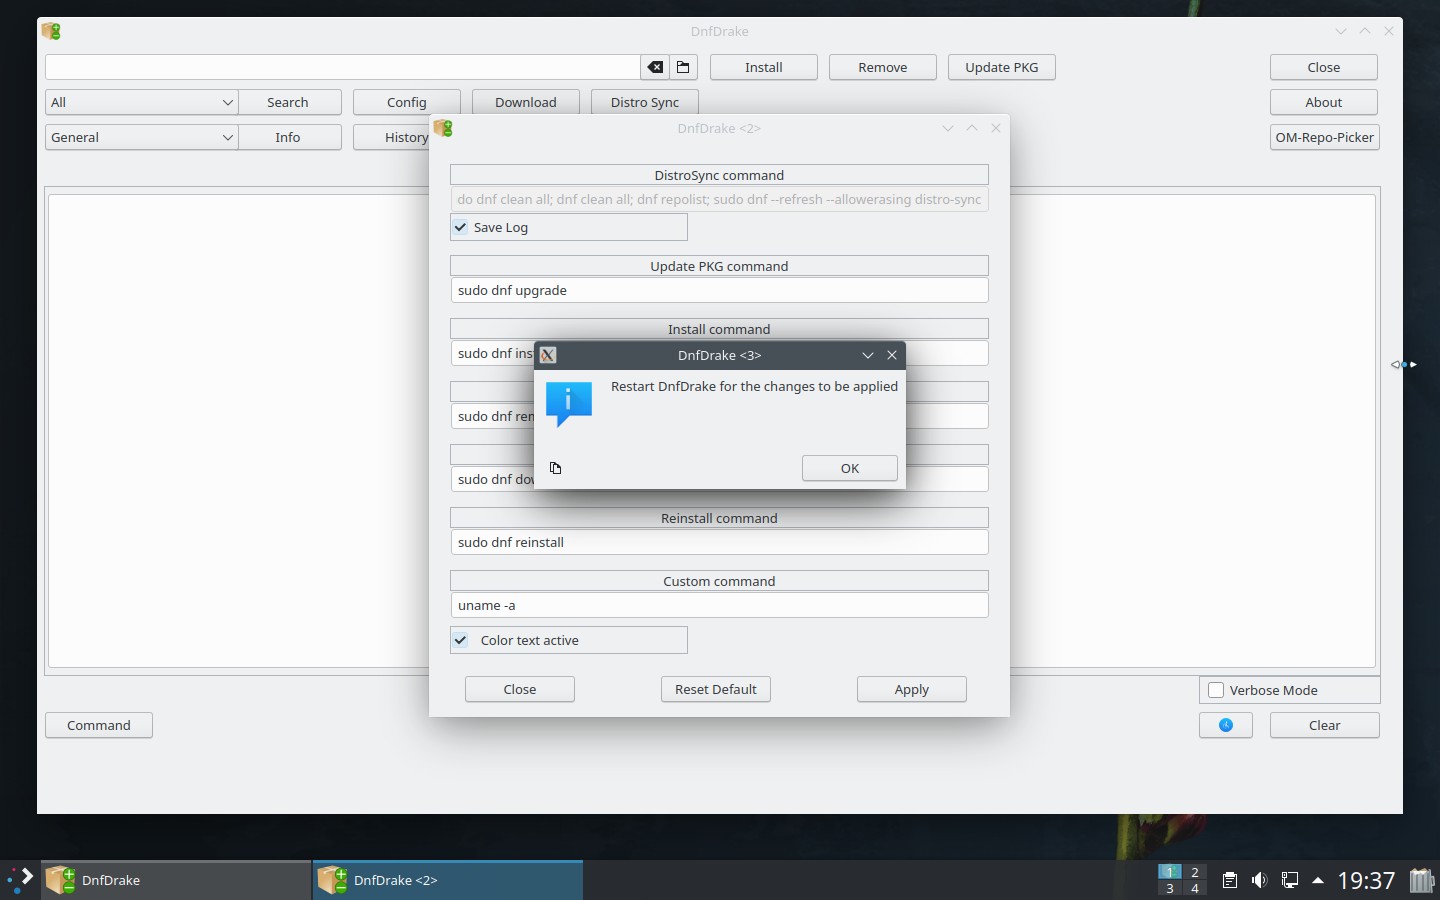 DnfDrake
Install
Remove
Update PKG
Close
All
Search
Config
Download
Distro Sync
About
General
Info
History
OM-Repo-Picker
DnfDrake <2>
DistroSync command
do dnf clean all; dnf clean all; dnf repolist; sudo dnf --refresh --allowerasing distro-sync
Save Log
Update PKG command
sudo dnf upgrade
Install command
sudo dnf ins
DnfDrake <3>
Restart DnfDrake for the changes to be applied
OK
sudo dnf rem
sudo dnf dow
Reinstall command
sudo dnf reinstall
Custom command
uname -a
Color text active
Close
Reset Default
Apply
Verbose Mode
Command
Clear
DnfDrake
DnfDrake <2>
1 2
3 4
19:37